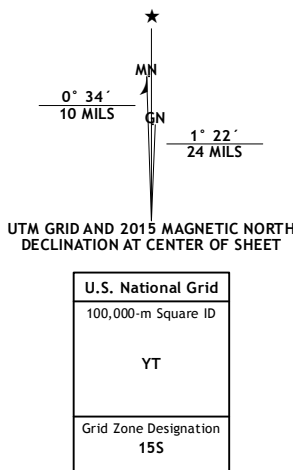 ★
MN
0° 34´
10 MILS
GN
1° 22´
24 MILS
UTM GRID AND 2015 MAGNETIC NORTH
DECLINATION AT CENTER OF SHEET
U.S. National Grid
100,000-m Square ID
YT
Grid Zone Designation
15S